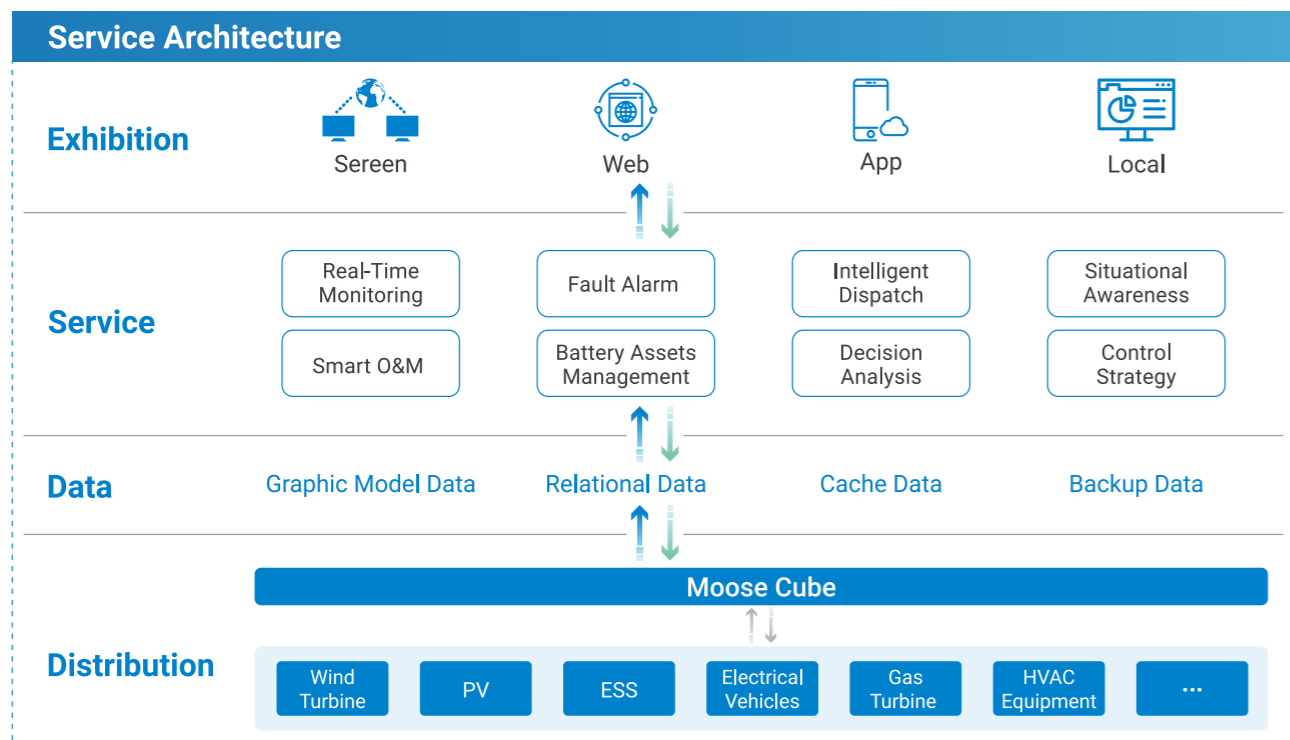 Service Architecture
Exhibition
Sereen
Web
App
Local
Service
Real-Time
Monitoring
Fault Alarm
Intelligent
Dispatch
Situational
Awareness
Smart O&M
Battery Assets
Management
Decision
Analysis
Control
Strategy
Data
Graphic Model Data
Relational Data
Cache Data
Backup Data
Distribution
Moose Cube
Wind
Turbine
PV
ESS
Electrical
Vehicles
Gas
Turbine
HVAC
Equipment
...